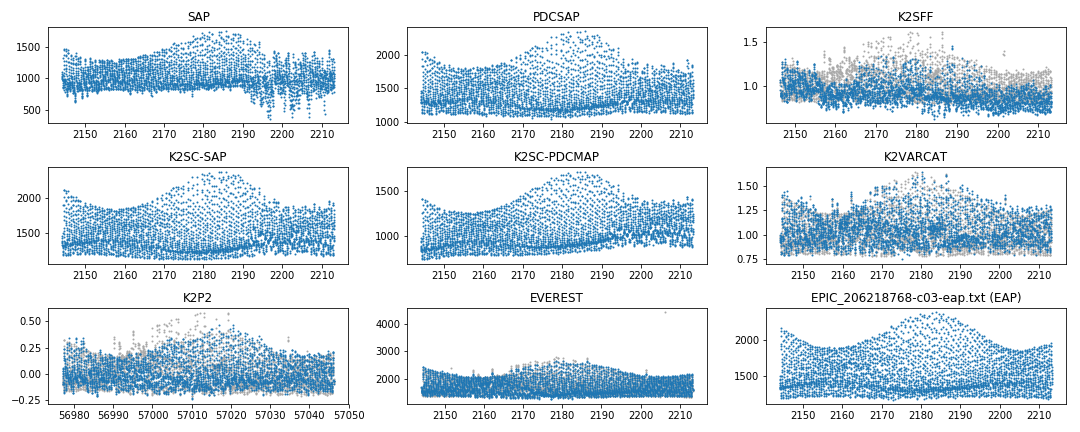 SAP PDCSAP K2SFF
1500 1000 500
2150 2160 2170 2180 2190 2200 2210
2000 1500 1000
2150 2160 2170 2180 2190 2200 2210
1.5 1.0
2150 2160 2170 2180 2190 2200 2210
K2SC-SAP K2SC-PDCMAP K2VARCAT
2000 1500
2150 2160 2170 2180 2190 2200 2210
1500 1000
2150 2160 2170 2180 2190 2200 2210
1.50 1.25 1.00 0.75
2150 2160 2170 2180 2190 2200 2210
K2P2 EVEREST EPIC_206218768-c03-eap.txt (EAP)
0.50 0.25 0.00 −0.25
56980 56990 57000 57010 57020 57030 57040 57050
4000 3000 2000
2150 2160 2170 2180 2190 2200 2210
2000 1500
2150 2160 2170 2180 2190 2200 2210